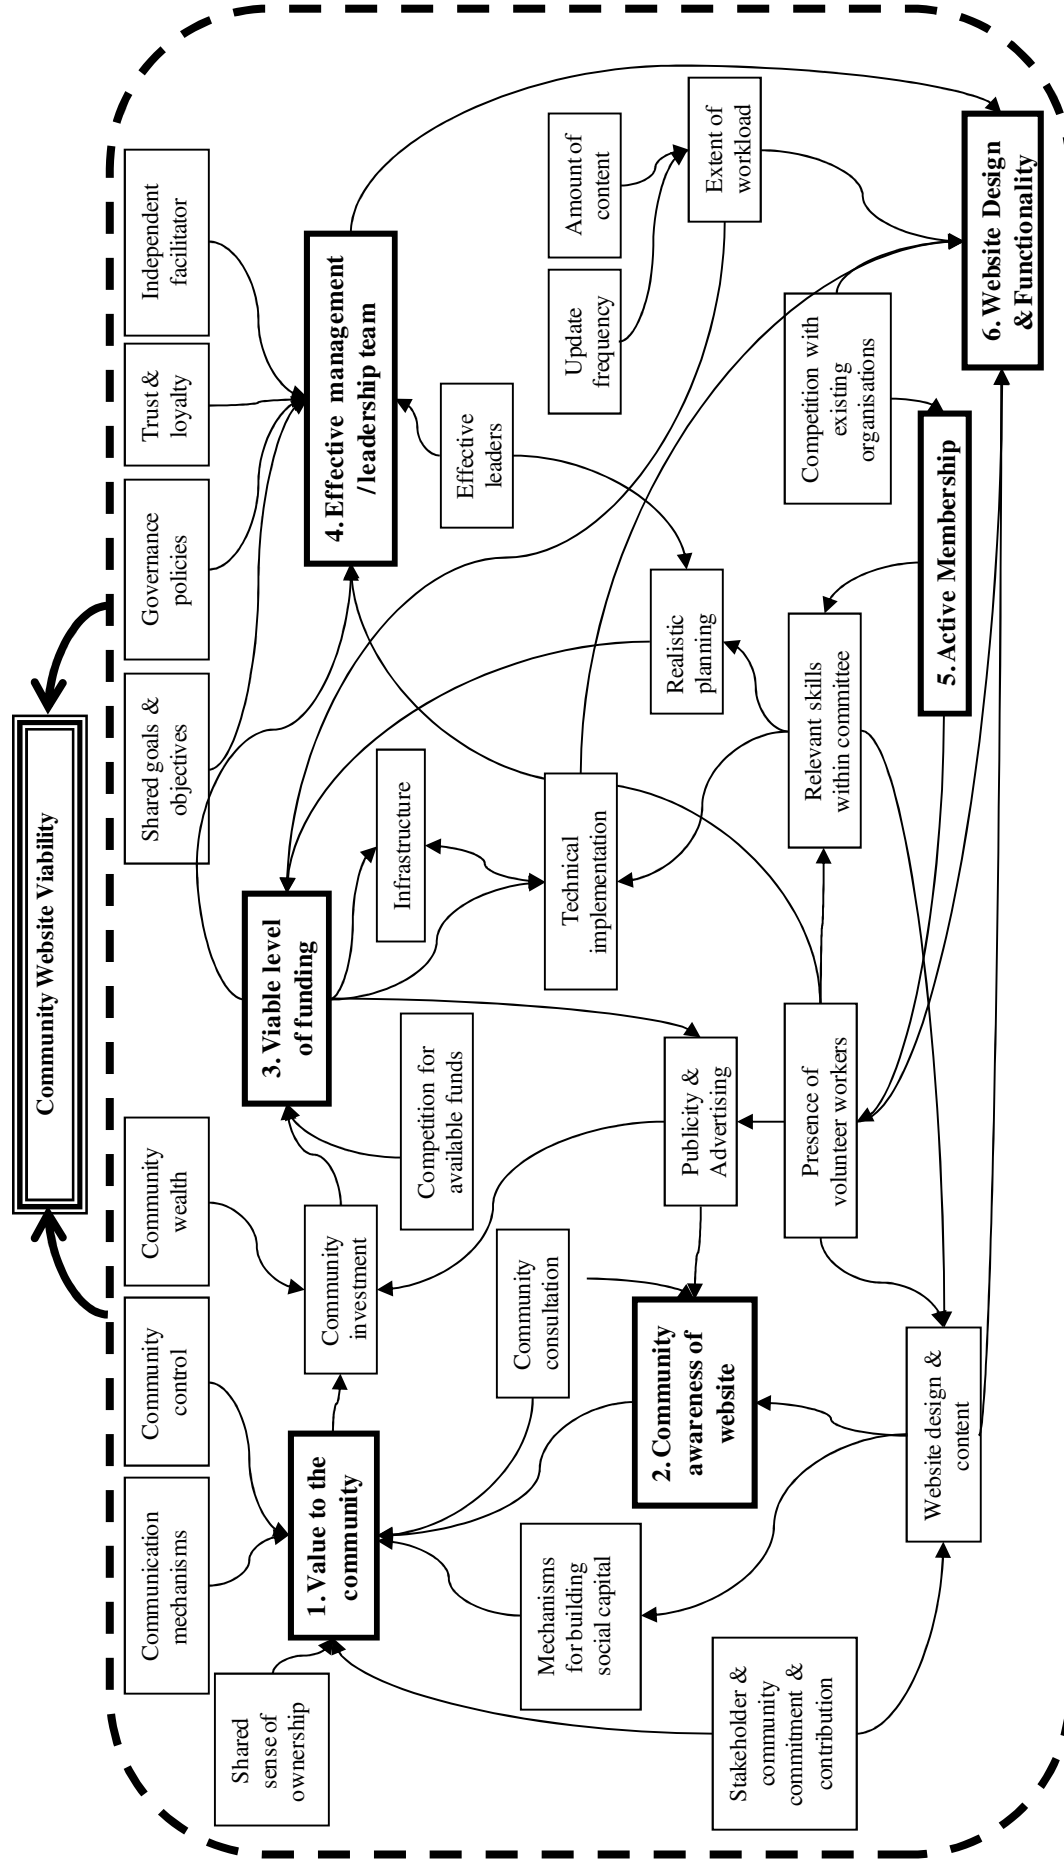 Community Website Viability
Communication
mechanisms
Community
control
Community
wealth
Shared goals &
objectives
Governance
policies
Trust &
loyalty
Independent
facilitator
Shared
sense of
ownership
1. Value to the
community
Community
investment
3. Viable level
of funding
4. Effective management
/leadership team
Competition for
available funds
Infrastructure
Effective
leaders
Community
consultation
Mechanisms
for building
social capital
Technical
implementation
Update
frequency
Amount of
content
2. Community
awareness of
website
Publicity &
Advertising
Realistic
planning
Extent of
workload
Stakeholder &
community
commitment &
contribution
Presence of
volunteer workers
Relevant skills
within committee
Competition with
existing
organisations
Website design &
content
5. Active Membership
6. Website Design
& Functionality